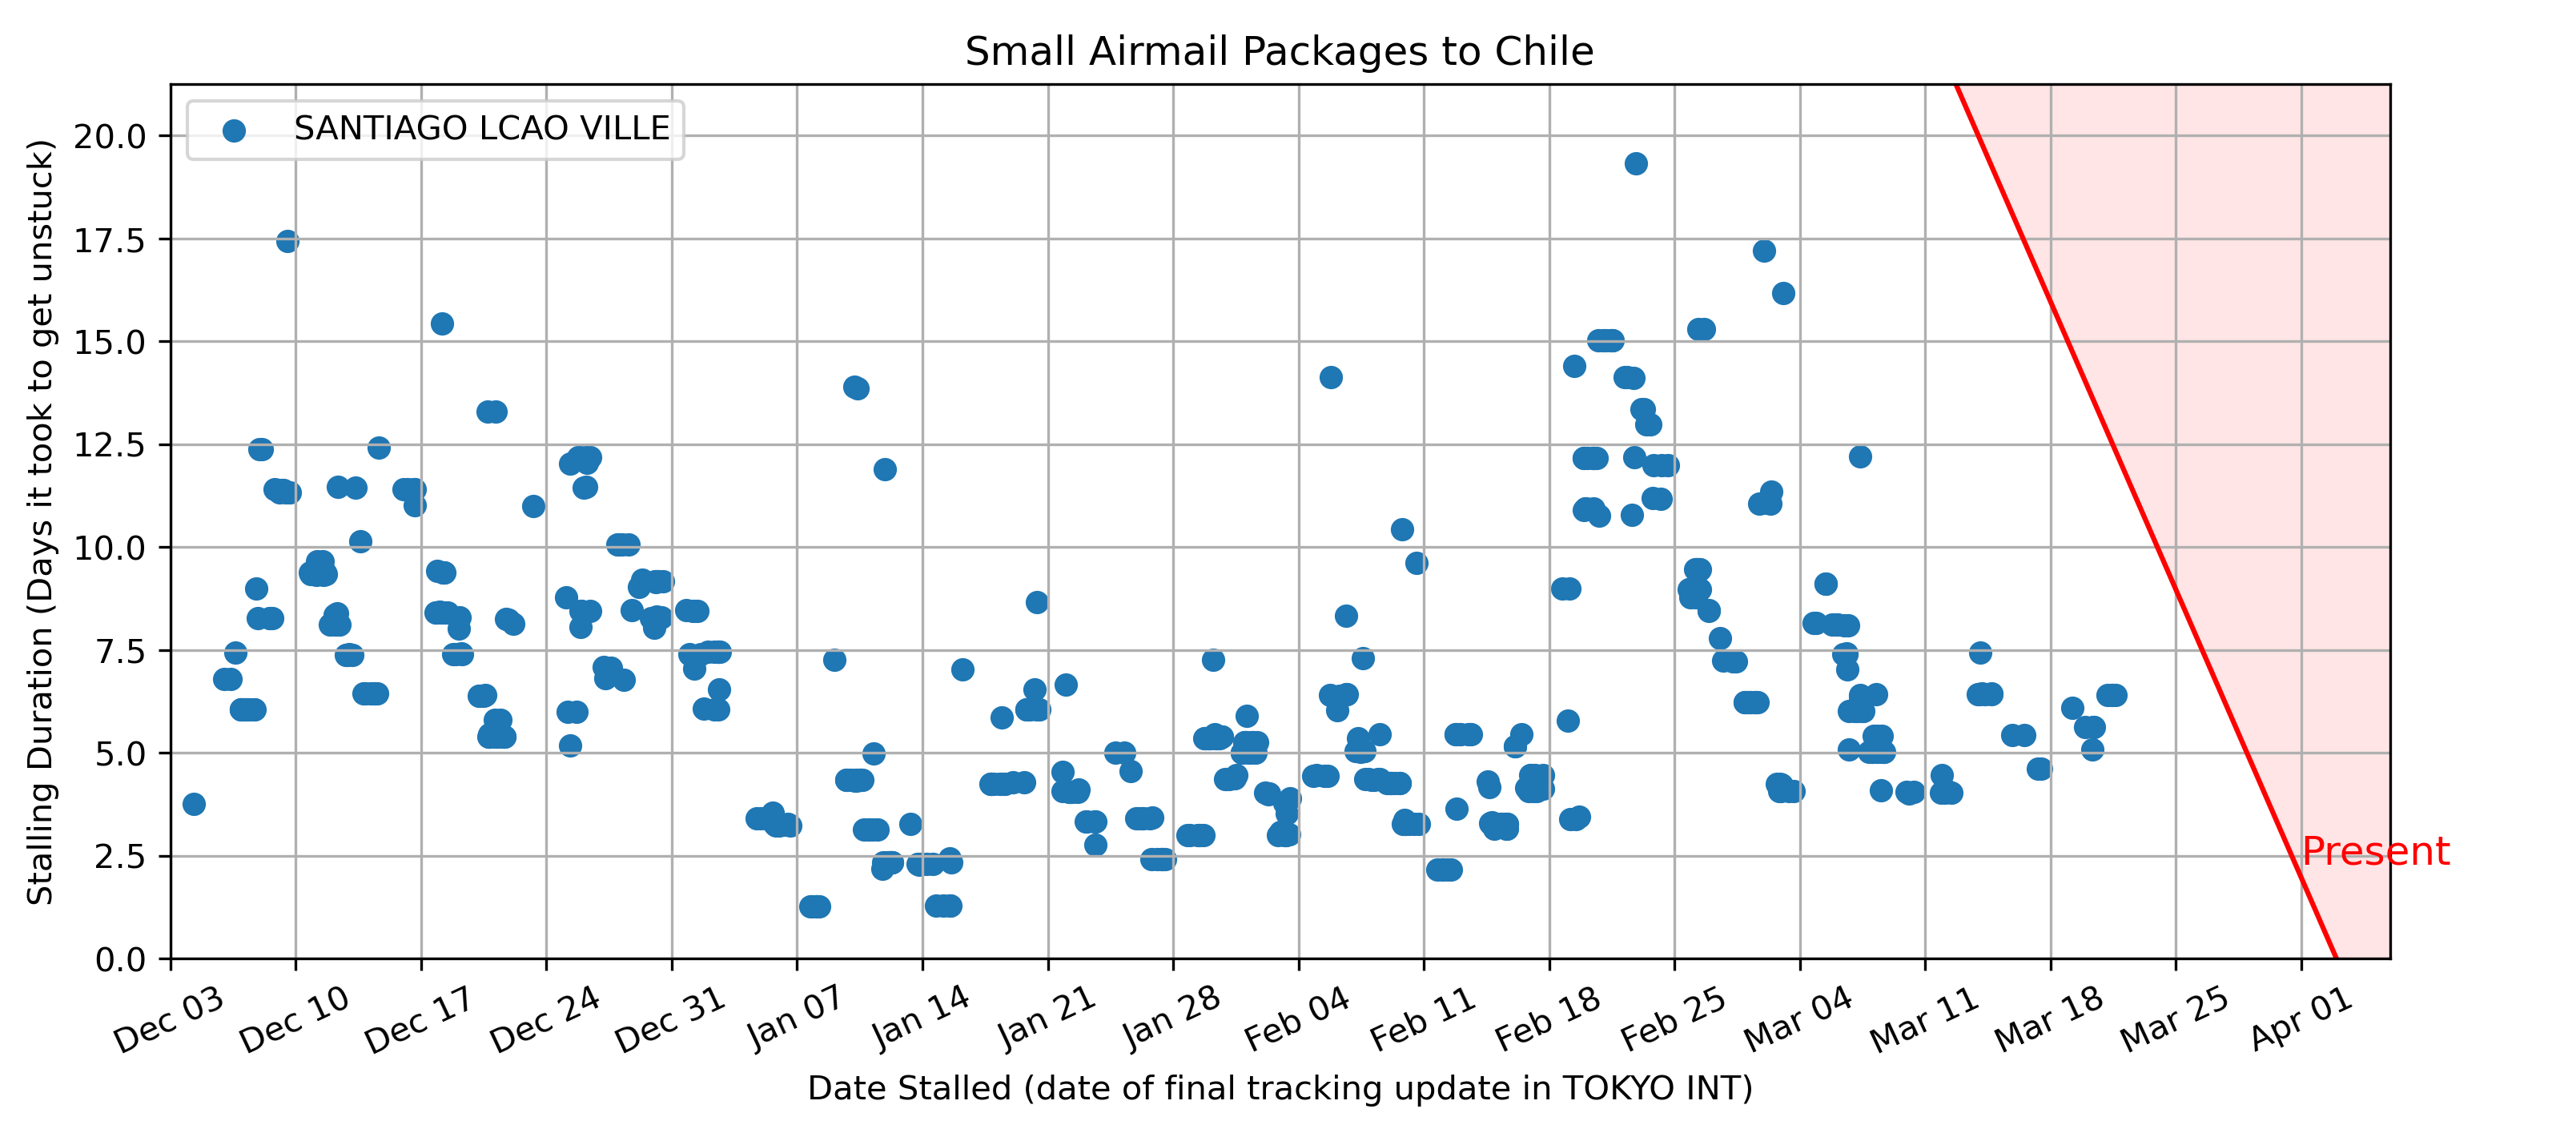 Small Airmail Packages to Chile
SANTIAGO LCAO VILLE
Stalling Duration (Days it took to get unstuck)
20.0
17.5
15.0
12.5
10.0
7.5
5.0
2.5
0.0
Present
Dec 03 Dec 10 Dec 17 Dec 24 Dec 31 Jan 07 Jan 14 Jan 21 Jan 28 Feb 04 Feb 11 Feb 18 Feb 25 Mar 04 Mar 11 Mar 18 Mar 25 Apr 01
Date Stalled (date of final tracking update in TOKYO INT)